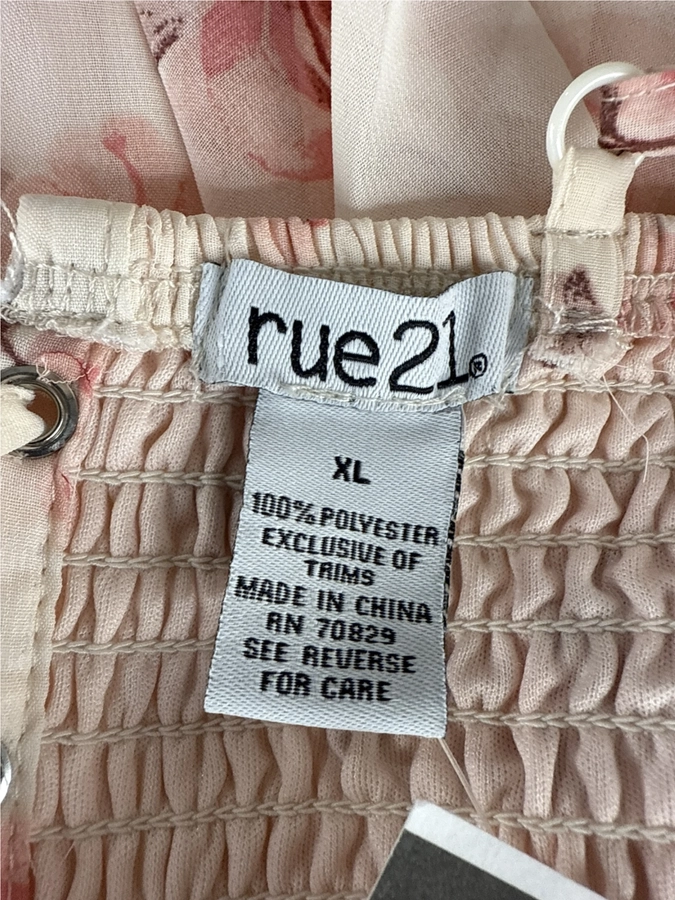 rue21®
XL
100% POLYESTER
EXCLUSIVE OF
TRIMS
MADE IN CHINA
RN 70829
SEE REVERSE
FOR CARE